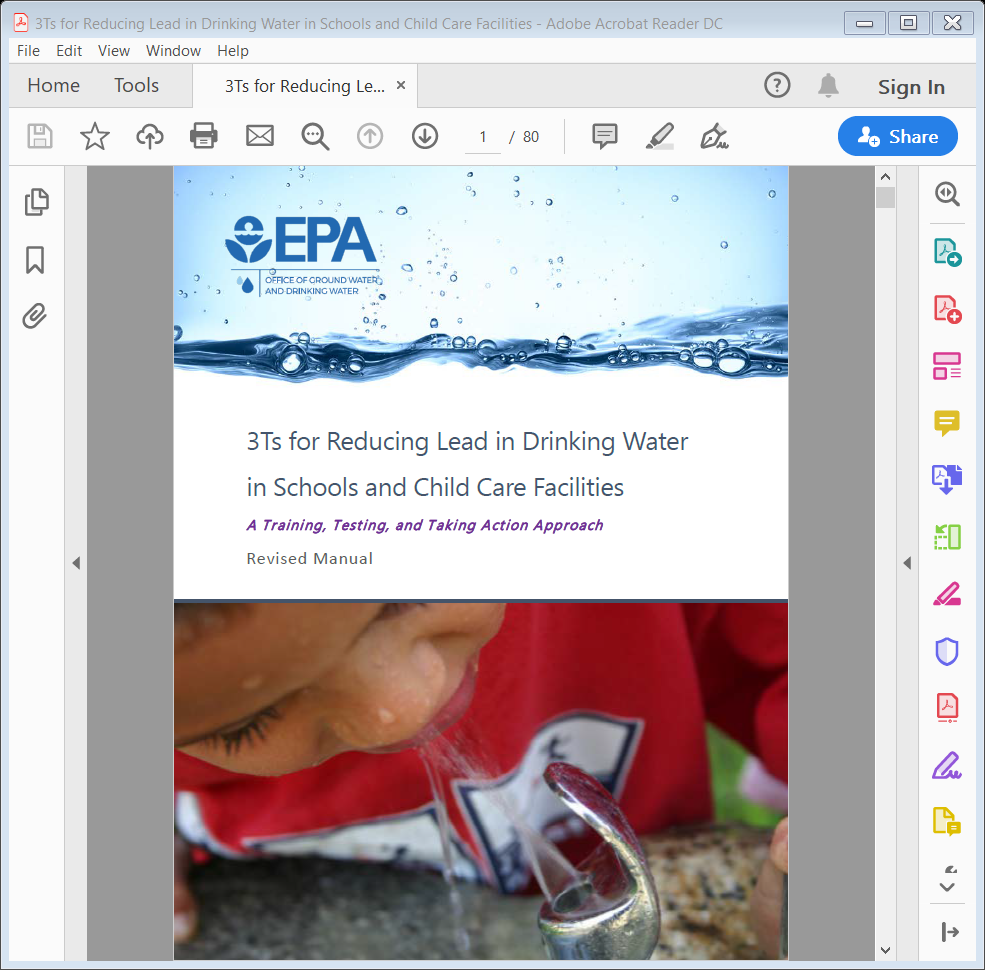 3Ts for Reducing Lead in Drinking Water in Schools and Child Care Facilities - Adobe Acrobat Reader DC
File Edit View Window Help
Home Tools 3Ts for Reducing Le... × ? Sign In
1 / 80 Share
EPA
OFFICE OF GROUND WATER
AND DRINKING WATER
3Ts for Reducing Lead in Drinking Water
in Schools and Child Care Facilities
A Training, Testing, and Taking Action Approach
Revised Manual